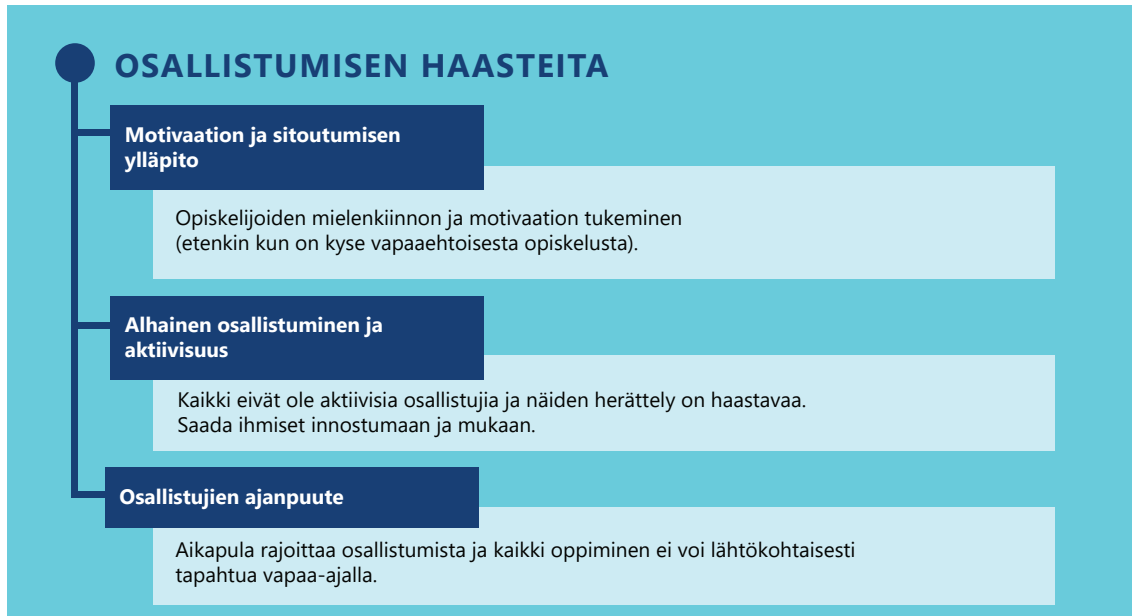 OSALLISTUMISEN HAASTEITA
Motivaation ja sitoutumisen
ylläpito
Opiskelijoiden mielenkiinnon ja motivaation tukeminen
(etenkin kun on kyse vapaaehtoisesta opiskelusta).
Alhainen osallistuminen ja
aktiivisuus
Kaikki eivät ole aktiivisia osallistujia ja näiden herättely on haastavaa.
Saada ihmiset innostumaan ja mukaan.
Osallistujien ajanpuute
Aikapula rajoittaa osallistumista ja kaikki oppiminen ei voi lähtökohtaisesti
tapahtua vapaa-ajalla.